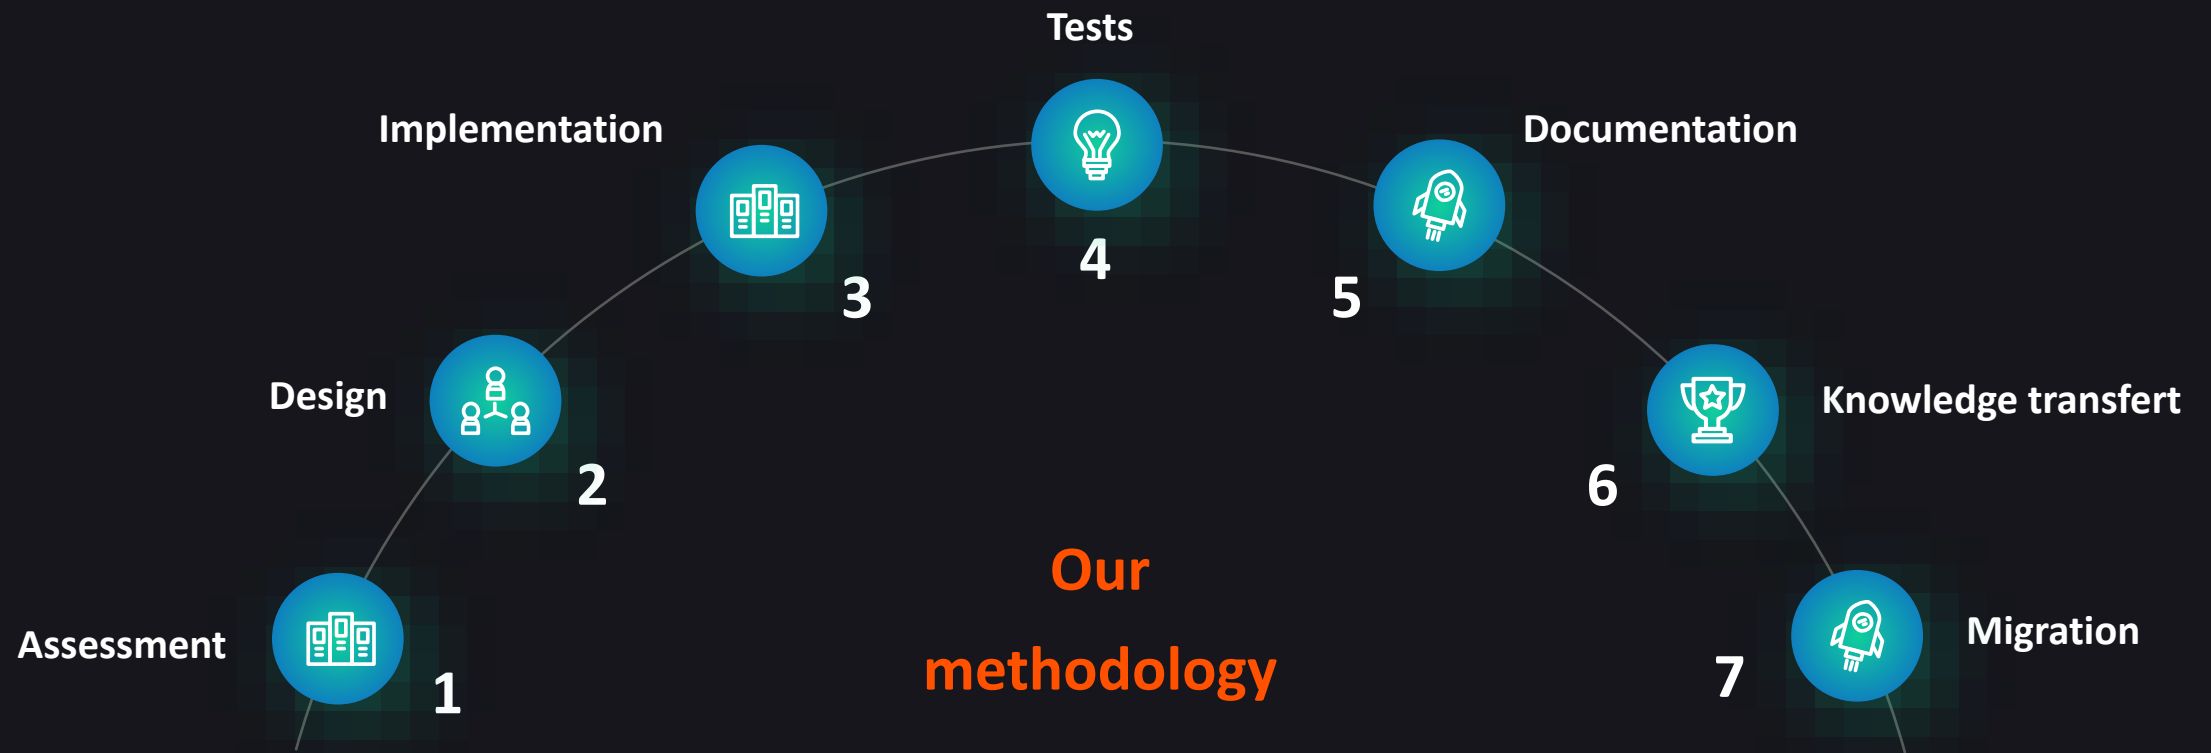 Tests
Implementation
Documentation
4
3
5
Design
Knowledge transfert
2
6
Our
methodology
Assessment
Migration
1
7